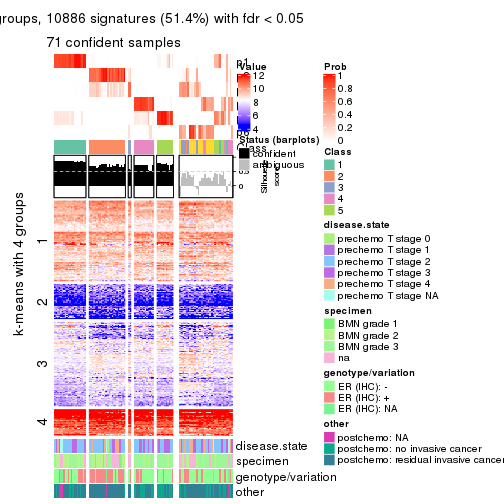 groups, 10886 signatures (51.4%) with fdr < 0.05
71 confident samples
p1
Value
12
10
8
6
4
Prob
1
0.8
0.6
0.4
0.2
0
Status (barplots)
confident
ambiguous
Class
Silhouette
score
0.5
0
Class
1
2
3
4
5
disease.state
prechemo T stage 0
prechemo T stage 1
prechemo T stage 2
prechemo T stage 3
prechemo T stage 4
prechemo T stage NA
specimen
BMN grade 1
BMN grade 2
BMN grade 3
na
genotype/variation
ER (IHC): -
ER (IHC): +
ER (IHC): NA
other
postchemo: NA
postchemo: no invasive cancer
postchemo: residual invasive cancer
k-means with 4 groups
1
2
3
4
disease.state
specimen
genotype/variation
other